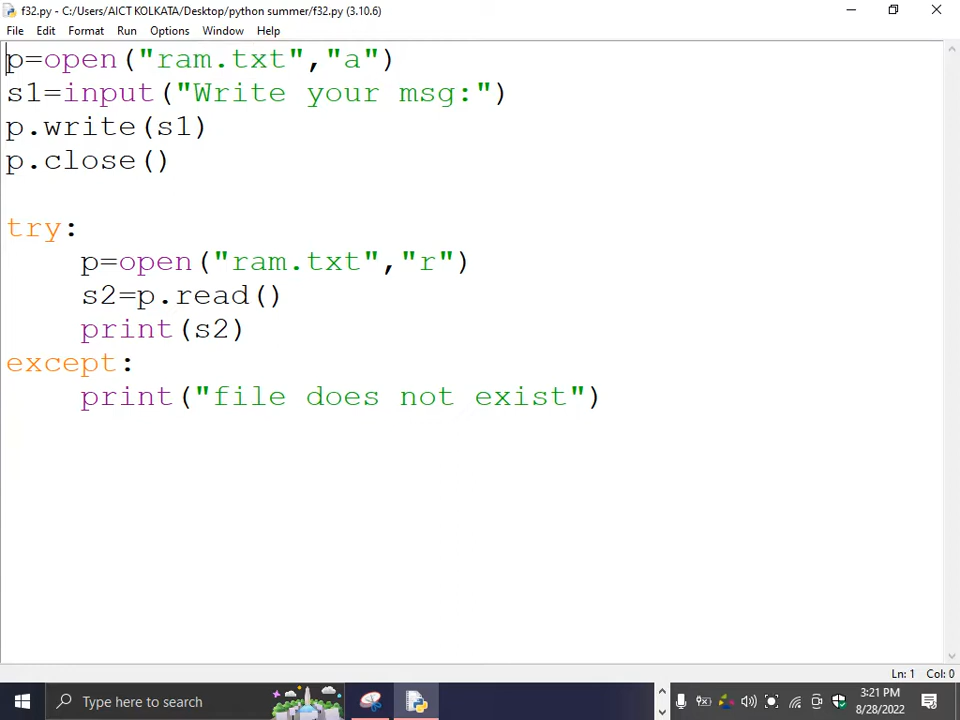 f32.py - C:/Users/AICT KOLKATA/Desktop/python summer/f32.py (3.10.6)
File Edit Format Run Options Window Help
p=open("ram.txt","a")
s1=input("Write your msg:")
p.write(s1)
p.close()
try:
    p=open("ram.txt","r")
    s2=p.read()
    print(s2)
except:
    print("file does not exist")
Ln: 1 Col: 0
Type here to search
3:21 PM
8/28/2022